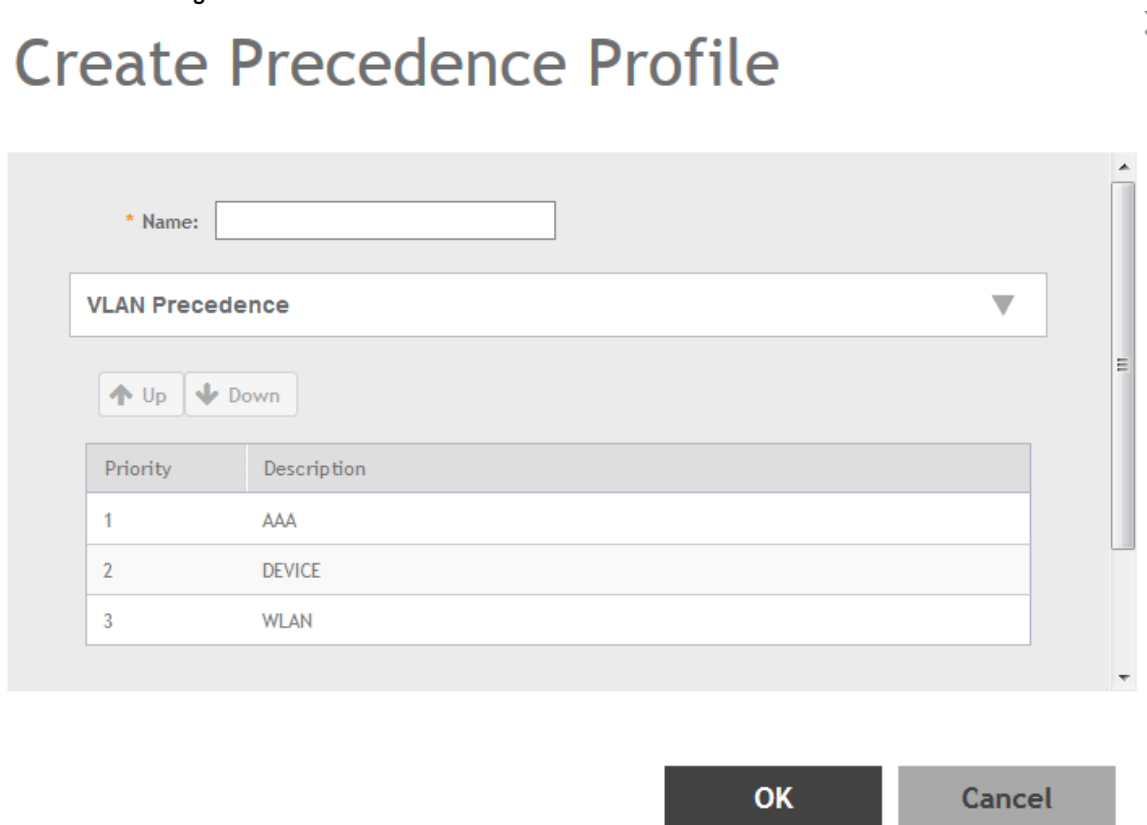 Create Precedence Profile
* Name:
VLAN Precedence
Up Down
Priority Description
1 AAA
2 DEVICE
3 WLAN
OK Cancel